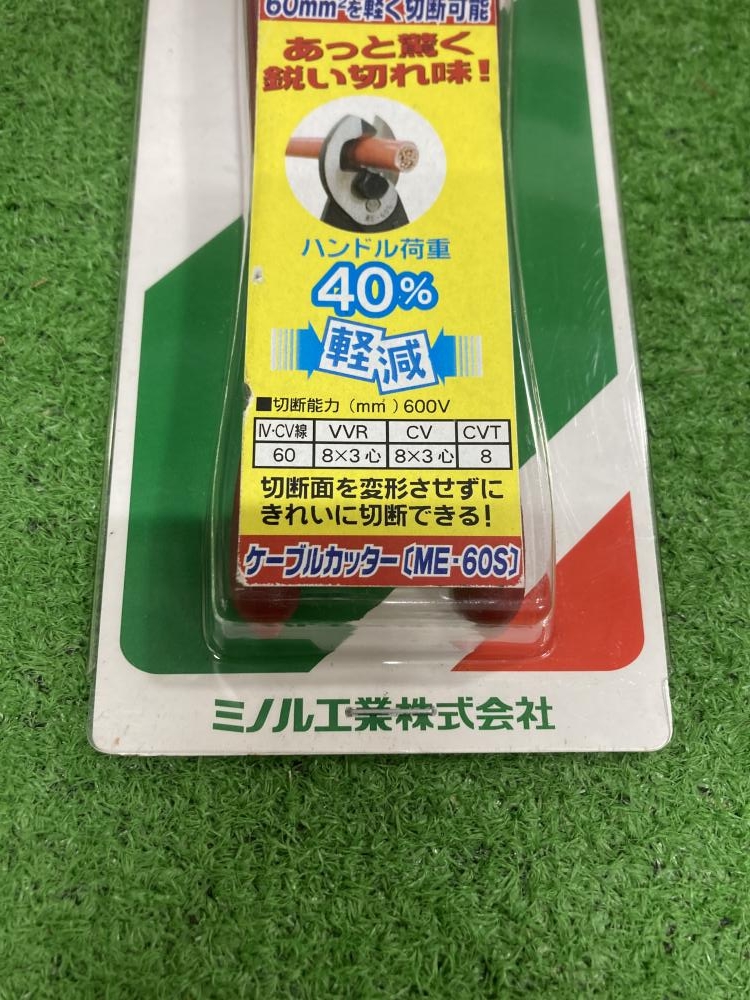 60mm²を軽く切断可能
あっと驚く
鋭い切れ味!
ME-60S
ハンドル荷重
40%
軽減
■切断能力（㎟）600V
IV・CV線 VVR CV CVT
60 8×3心 8×3心 8
切断面を変形させずに
きれいに切断できる!
ケーブルカッター〔ME-60S〕
ミノル工業株式会社